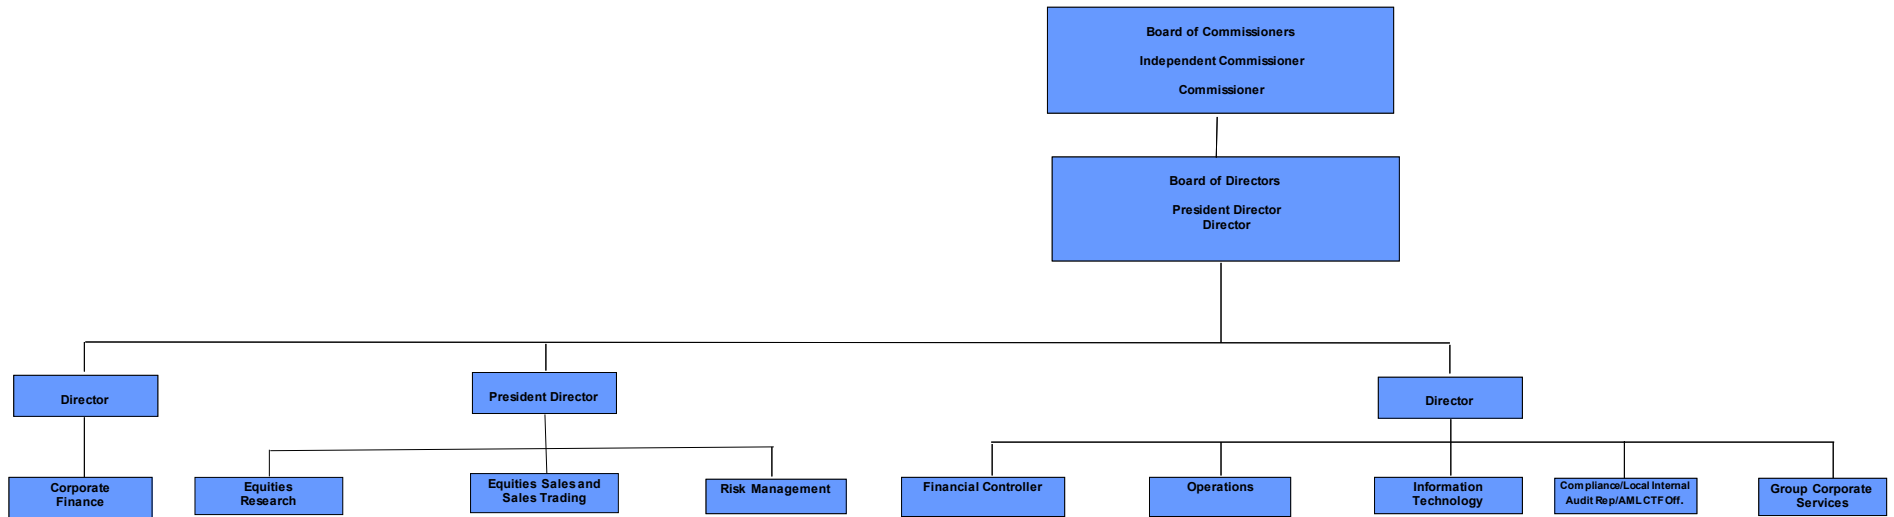 Board of Commissioners
Independent Commissioner
Commissioner
Board of Directors
President Director
Director
Director
President Director
Director
Corporate
Finance
Equities
Research
Equities Sales and
Sales Trading
Risk Management
Financial Controller
Operations
Information
Technology
Compliance/Local Internal
Audit Rep/AML CTF Off.
Group Corporate
Services